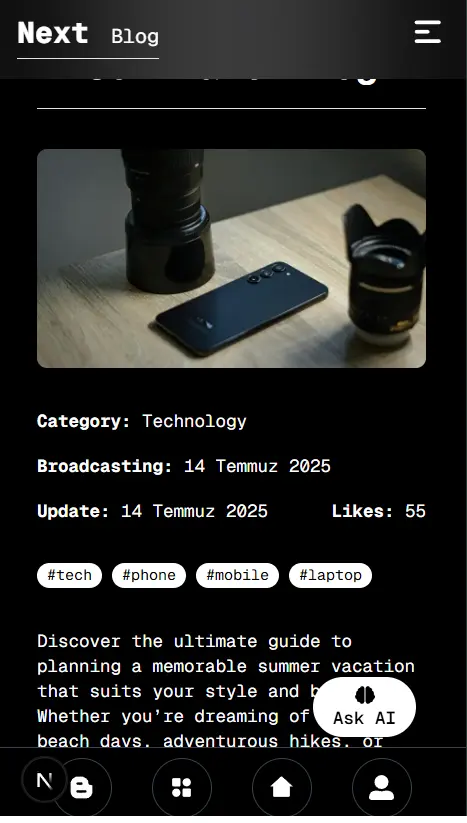 Next Blog
Category: Technology
Broadcasting: 14 Temmuz 2025
Update: 14 Temmuz 2025 Likes: 55
#tech #phone #mobile #laptop
Discover the ultimate guide to
planning a memorable summer vacation
that suits your style and
Whether you’re dreaming of
beach days, adventurous hikes, or
Ask AI
N